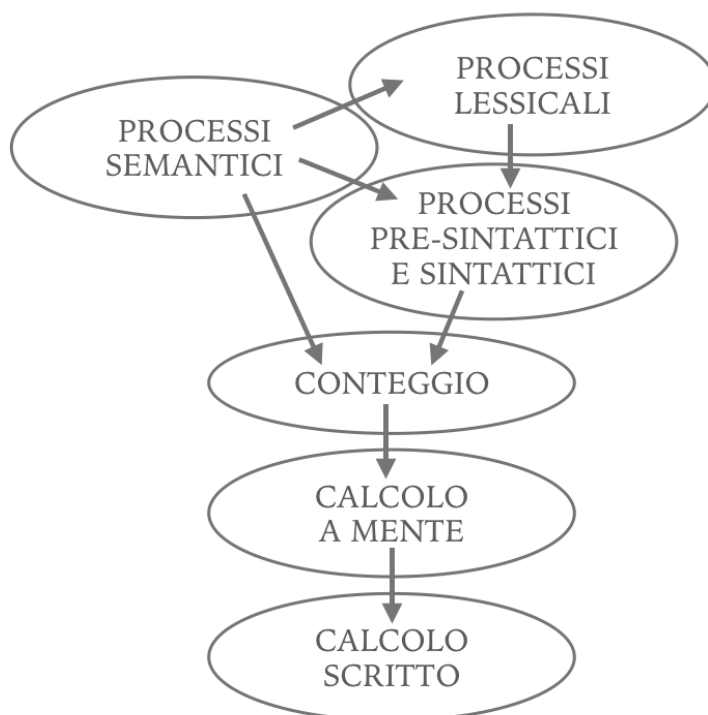 PROCESSI
LESSICALI
PROCESSI
SEMANTICI
PROCESSI
PRE-SINTATTICI
E SINTATTICI
CONTEGGIO
CALCOLO
A MENTE
CALCOLO
SCRITTO